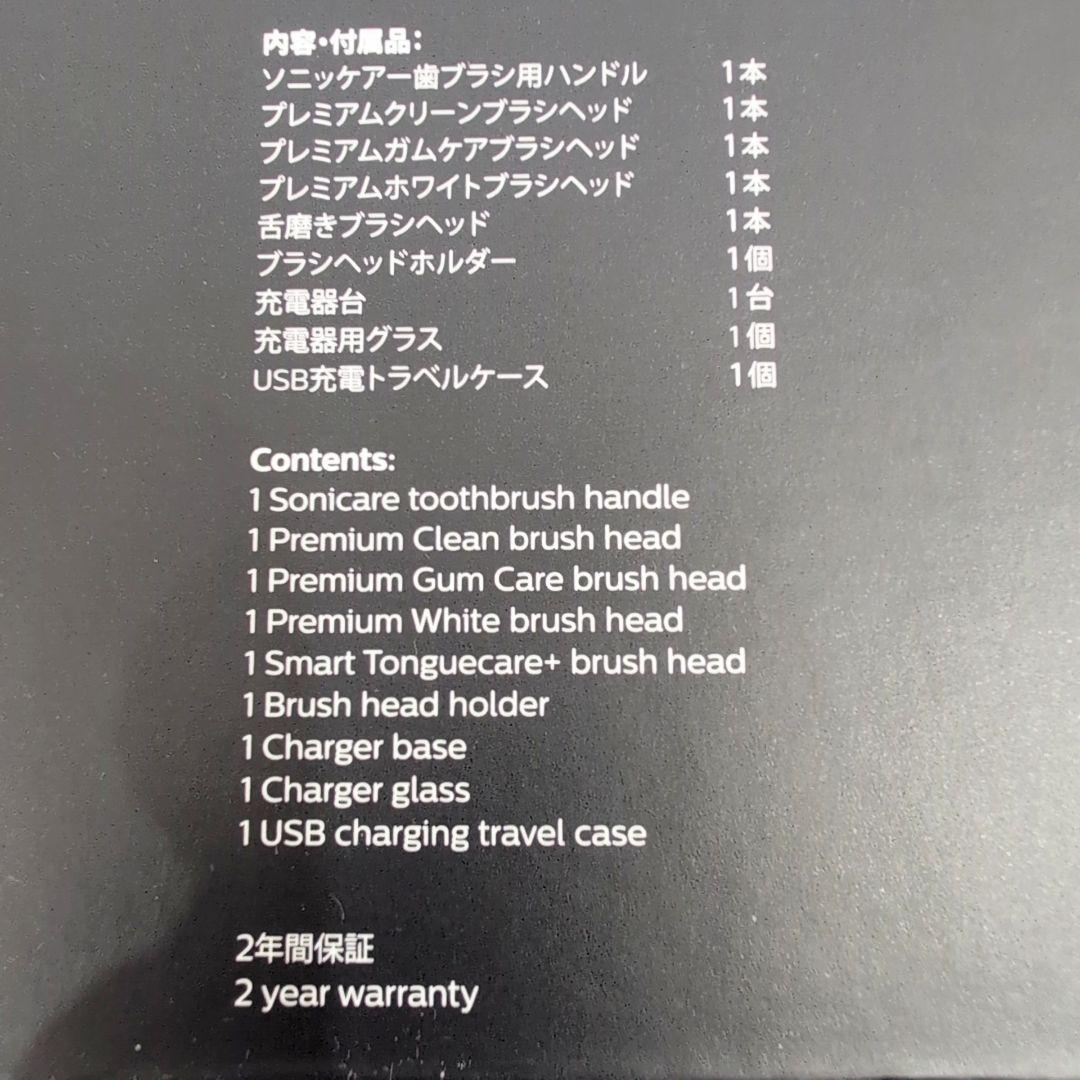 内容・付属品：
ソニッケアー歯ブラシ用ハンドル 1本
プレミアムクリーンブラシヘッド 1本
プレミアムガムケアブラシヘッド 1本
プレミアムホワイトブラシヘッド 1本
舌磨きブラシヘッド 1本
ブラシヘッドホルダー 1個
充電器台 1台
充電器用グラス 1個
USB充電トラベルケース 1個
Contents:
1 Sonicare toothbrush handle
1 Premium Clean brush head
1 Premium Gum Care brush head
1 Premium White brush head
1 Smart Tonguecare+ brush head
1 Brush head holder
1 Charger base
1 Charger glass
1 USB charging travel case
2年間保証
2 year warranty